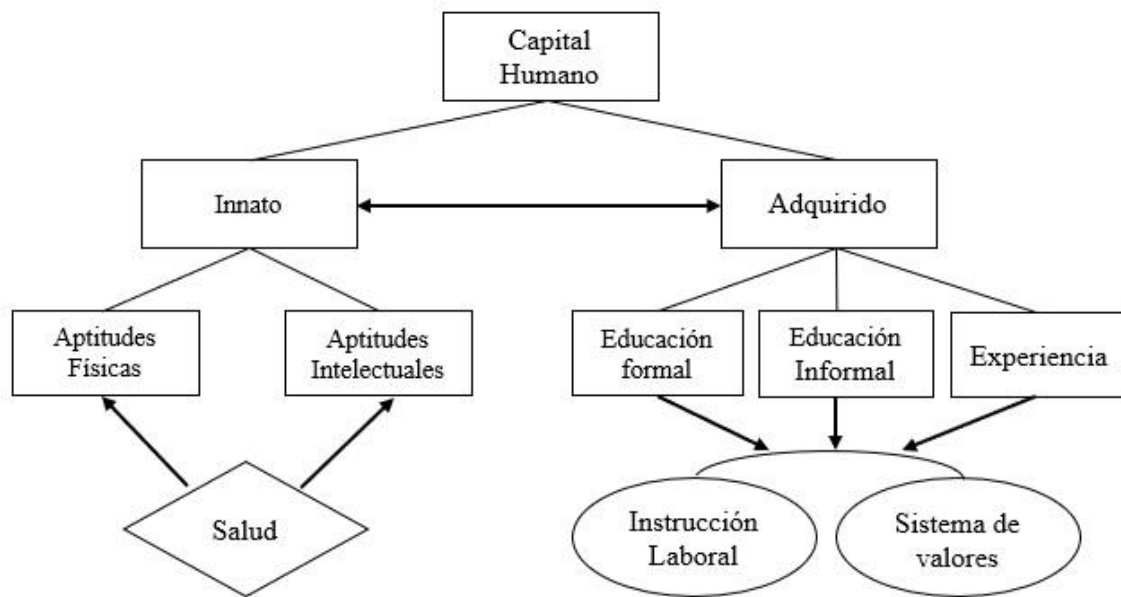 Capital
Humano
Innato
Adquirido
Aptitudes
Físicas
Aptitudes
Intelectuales
Educación
formal
Educación
Informal
Experiencia
Salud
Instrucción
Laboral
Sistema de
valores